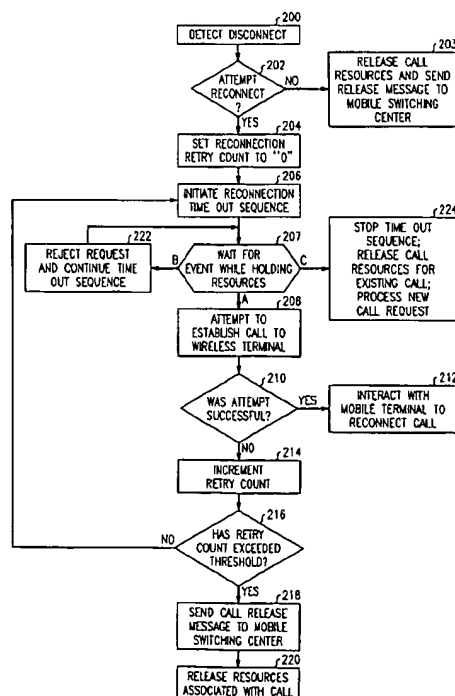 200
DETECT DISCONNECT
202
ATTEMPT
RECONNECT
?
NO
YES
203
RELEASE CALL
RESOURCES AND SEND
RELEASE MESSAGE TO
MOBILE SWITCHING
CENTER
204
SET RECONNECTION
RETRY COUNT TO "0"
206
INITIATE RECONNECTION
TIME OUT SEQUENCE
222
REJECT REQUEST
AND CONTINUE TIME
OUT SEQUENCE
B
207
WAIT FOR
EVENT WHILE HOLDING
RESOURCES
C
A
224
STOP TIME OUT
SEQUENCE;
RELEASE CALL
RESOURCES FOR
EXISTING CALL;
PROCESS NEW
CALL REQUEST
208
ATTEMPT TO
ESTABLISH CALL TO
WIRELESS TERMINAL
210
WAS ATTEMPT
SUCCESSFUL?
YES
NO
212
INTERACT WITH
MOBILE TERMINAL TO
RECONNECT CALL
214
INCREMENT
RETRY COUNT
216
HAS RETRY
COUNT EXCEEDED
THRESHOLD?
NO
YES
218
SEND CALL RELEASE
MESSAGE TO MOBILE
SWITCHING CENTER
220
RELEASE RESOURCES
ASSOCIATED WITH CALL